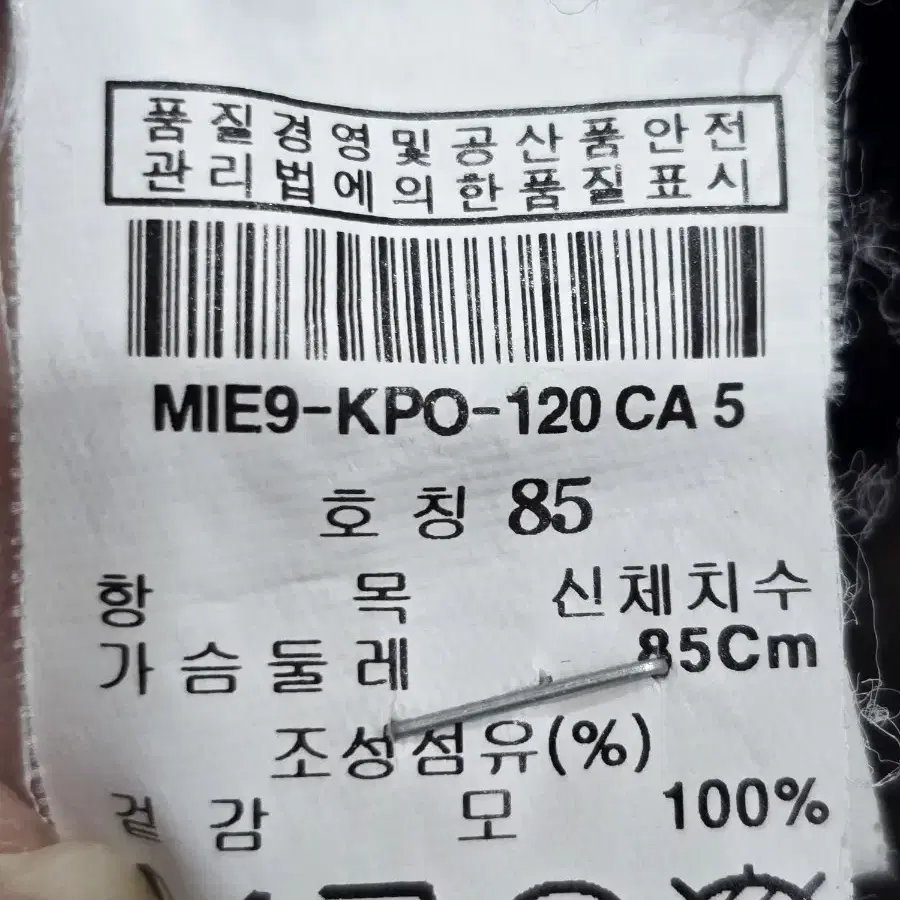 품질경영및공산품안전
관리법에의한품질표시
MIE9-KPO-120 CA 5
호 칭 85
항 목 신체치수
가슴둘레 85Cm
조성섬유(%)
겉 감 모 100%